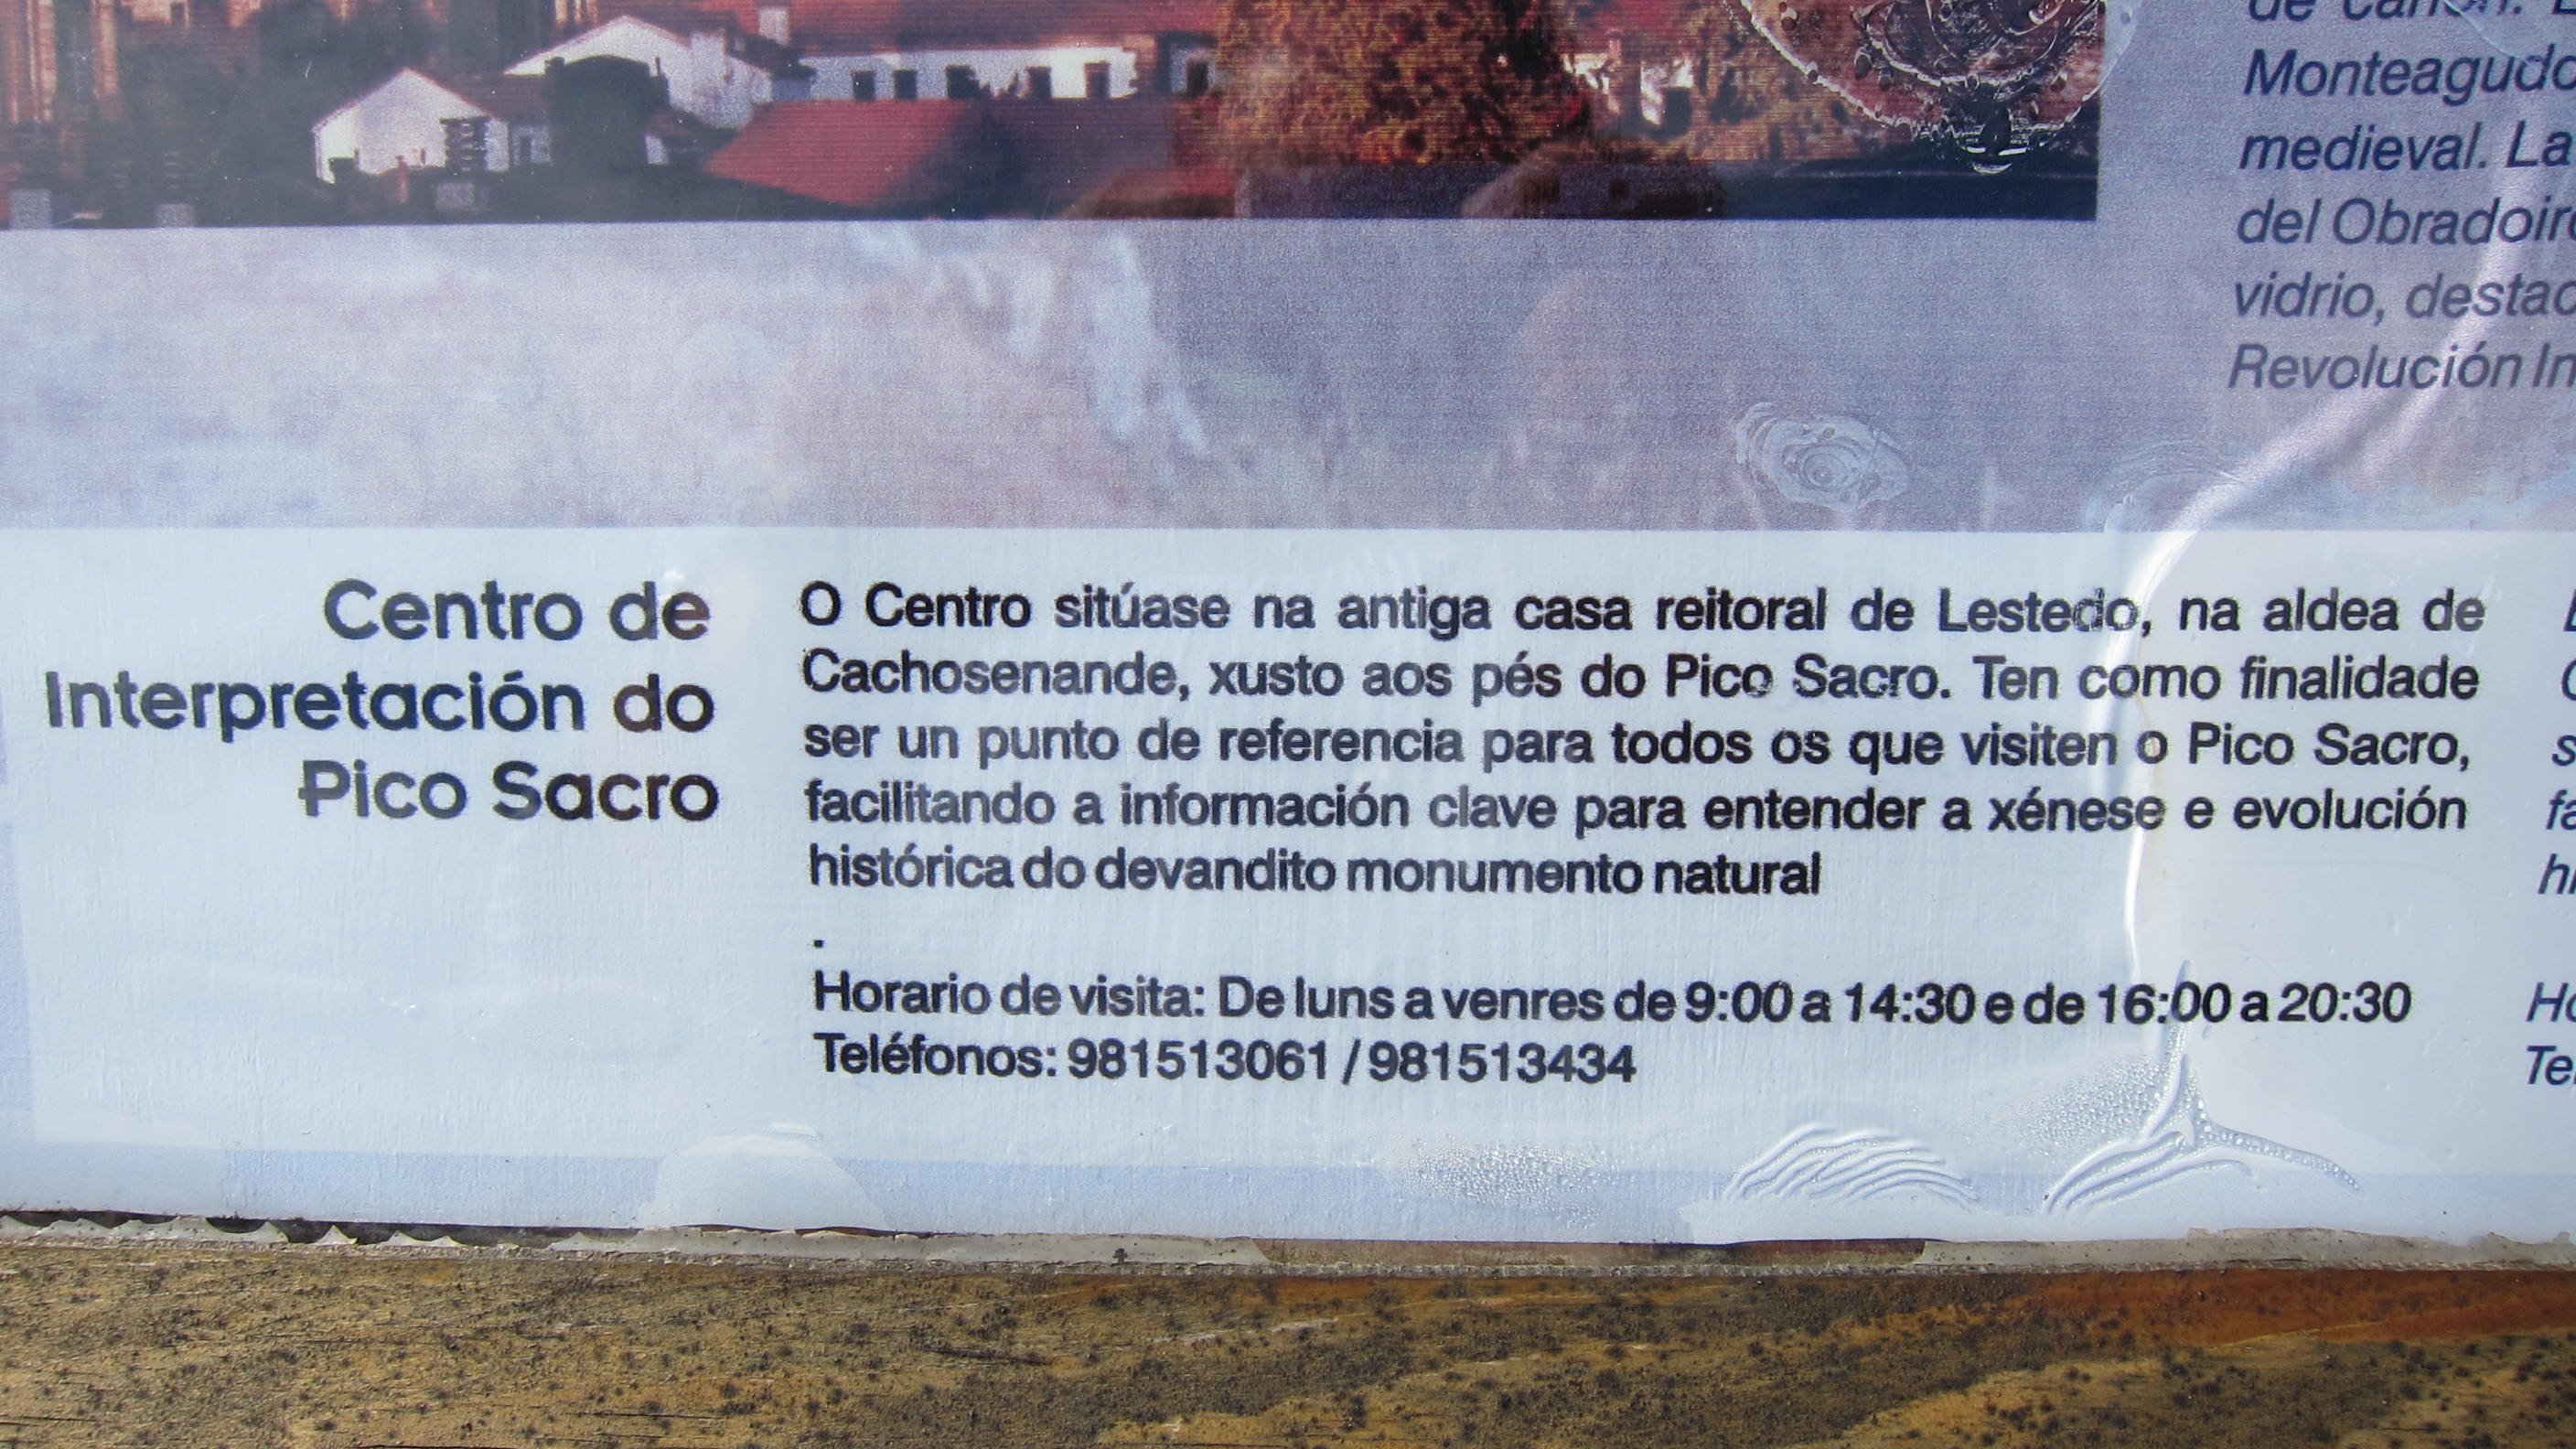 Monteagudo
medieval. La
del Obradoiro
vidrio,
Revolución
Centro de
Interpretación do
Pico Sacro
O Centro sitúase na antiga casa reitoral de Lestedo, na aldea de
Cachosenande, xusto aos pés do Pico Sacro. Ten como finalidade
ser un punto de referencia para todos os que visiten o Pico Sacro,
facilitando a información clave para entender a xénese e evolución
histórica do devandito monumento natural
.
Horario de visita: De luns a venres de 9:00 a 14:30 e de 16:00 a 20:30
Teléfonos: 981513061 / 981513434